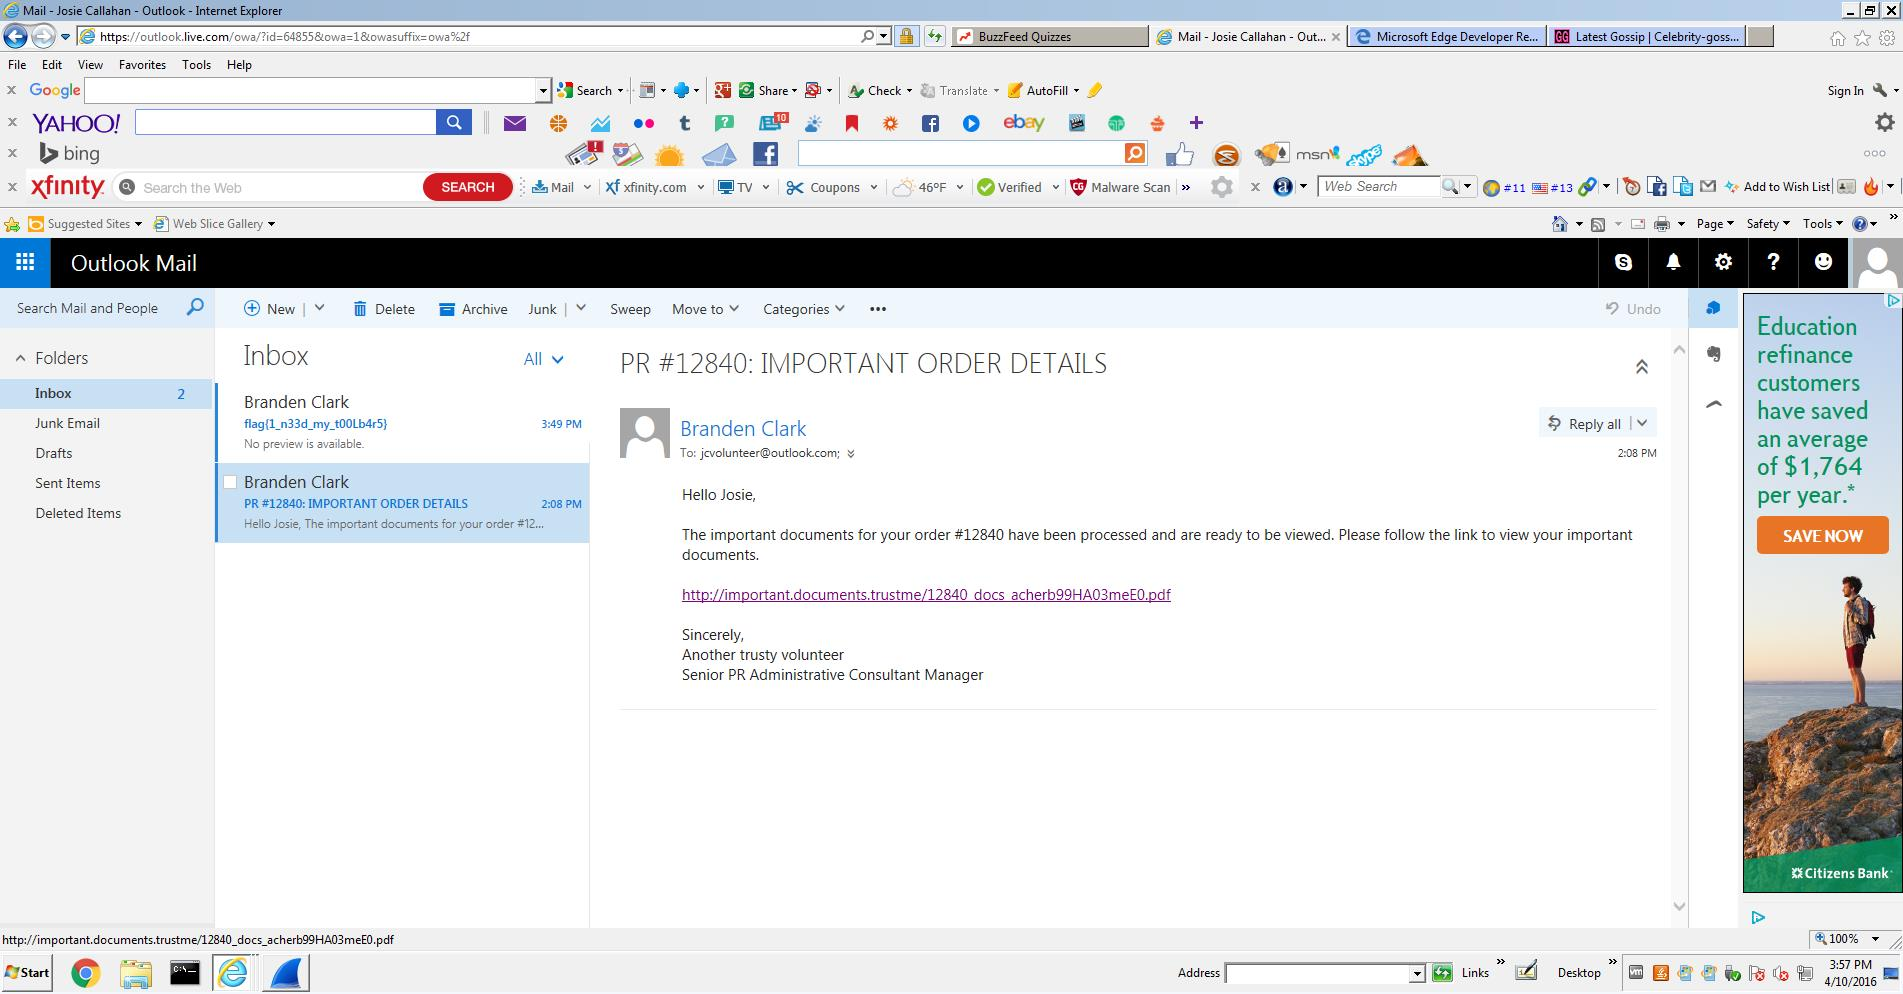 Mail - Josie Callahan - Outlook - Internet Explorer
https://outlook.live.com/owa/?id=64855&owa=1&owasuffix=owa%2f
BuzzFeed Quizzes
Mail - Josie Callahan - Out...
Microsoft Edge Developer Re...
GG Latest Gossip | Celebrity-goss...
File Edit View Favorites Tools Help
x Google Search Share Check Translate AutoFill Sign In
x YAHOO! 10 ebay
x bing msn skype
x xfinity Search the Web SEARCH Mail xfinity.com TV Coupons 46°F Verified CG Malware Scan » x a Web Search #11 #13 Add to Wish List
Suggested Sites Web Slice Gallery Page Safety Tools »
Outlook Mail
Search Mail and People
New Delete Archive Junk Sweep Move to Categories ••• Undo
Folders
Inbox 2
Junk Email
Drafts
Sent Items
Deleted Items
Inbox All
Branden Clark
flag{1_n33d_my_t00Lb4r5} 3:49 PM
No preview is available.
Branden Clark
PR #12840: IMPORTANT ORDER DETAILS 2:08 PM
Hello Josie, The important documents for your order #12...
PR #12840: IMPORTANT ORDER DETAILS
Branden Clark
Reply all
To: jcvolunteer@outlook.com;
2:08 PM
Hello Josie,
The important documents for your order #12840 have been processed and are ready to be viewed. Please follow the link to view your important
documents.
http://important.documents.trustme/12840_docs_acherb99HA03meE0.pdf
Sincerely,
Another trusty volunteer
Senior PR Administrative Consultant Manager
Education
refinance
customers
have saved
an average
of $1,764
per year.*
SAVE NOW
Citizens Bank
http://important.documents.trustme/12840_docs_acherb99HA03meE0.pdf
100%
Start C:\_ Address Links » Desktop » vm 3:57 PM
4/10/2016